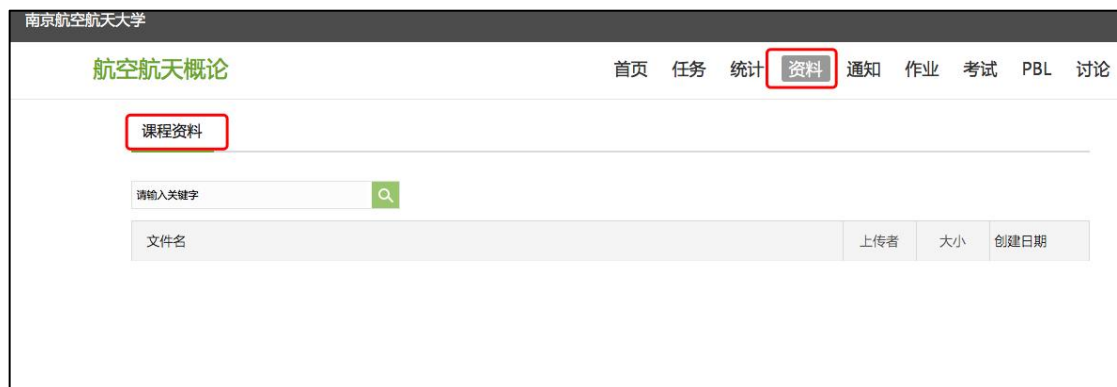 南京航空航天大学
航空航天概论 首页 任务 统计 资料 通知 作业 考试 PBL 讨论
课程资料
请输入关键字
文件名 上传者 大小 创建日期